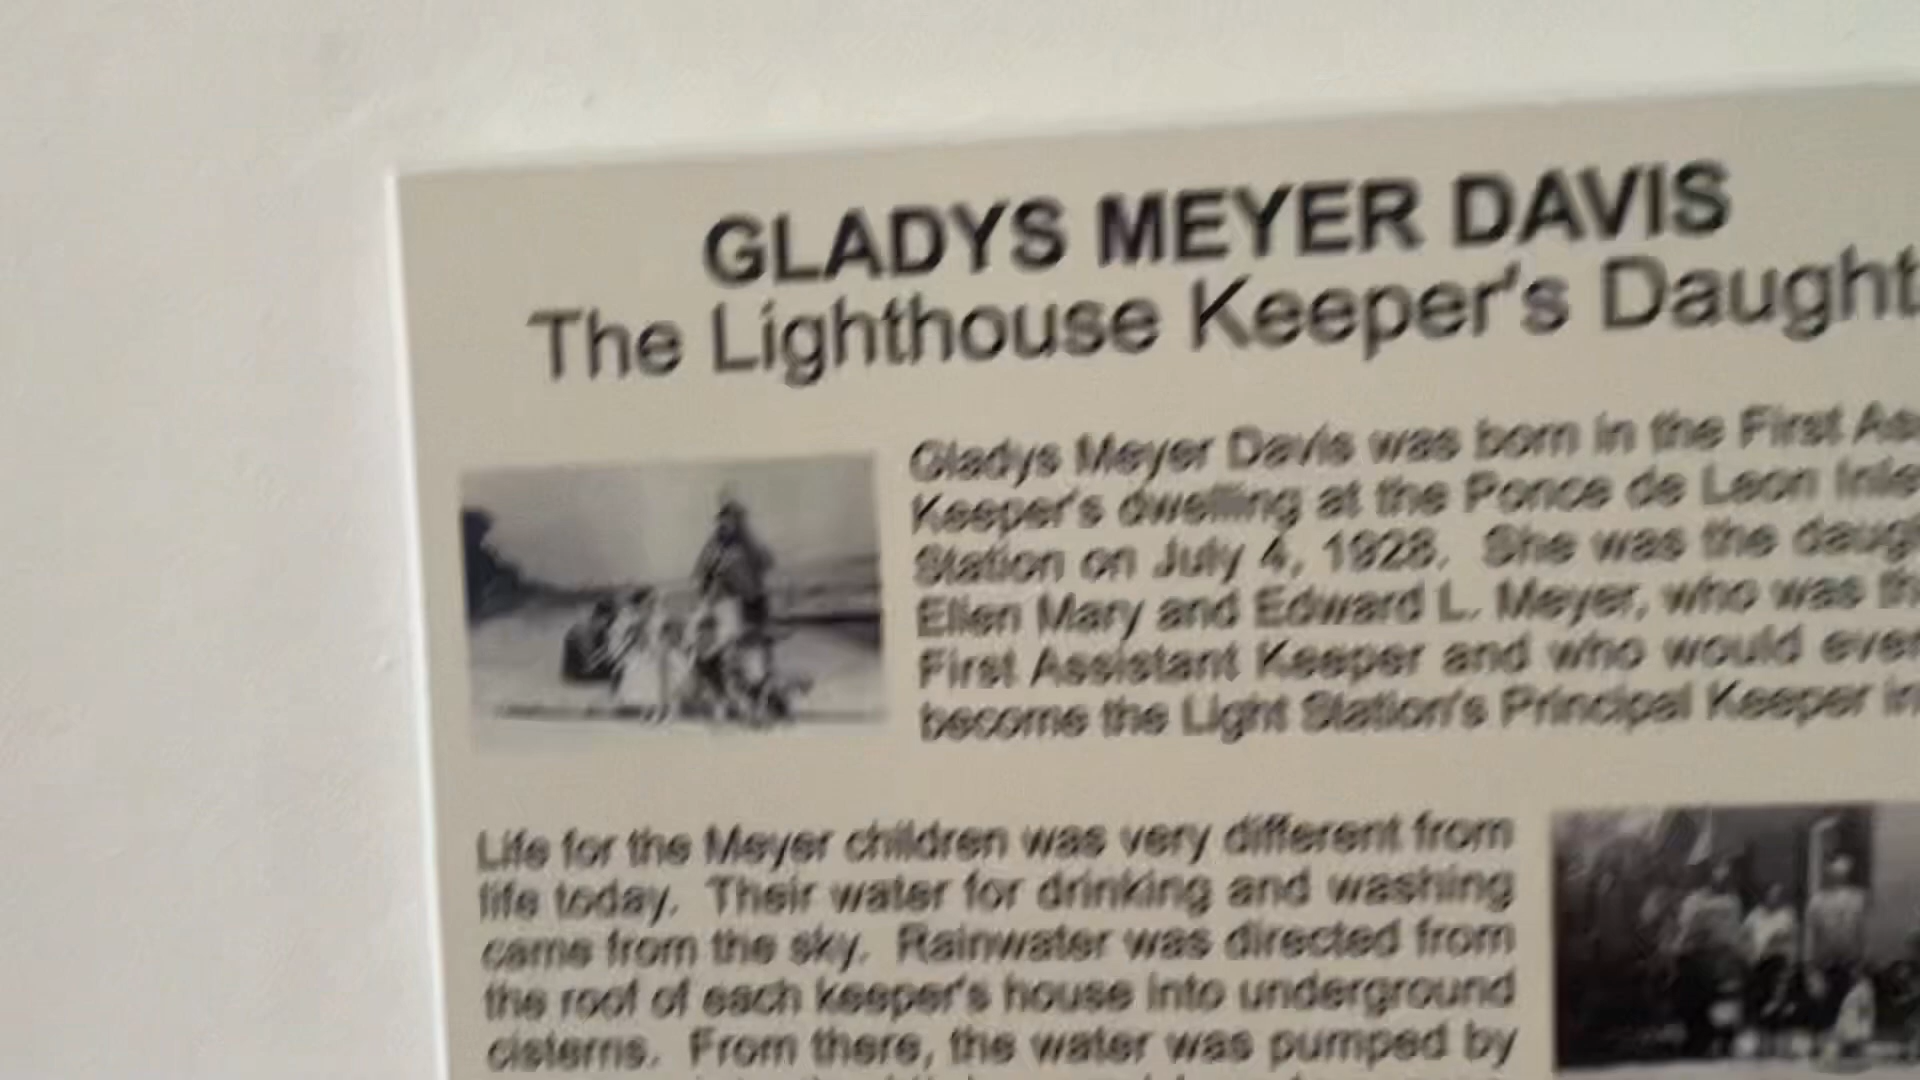 GLADYS MEYER DAVIS
The Lighthouse Keeper's Daught
Gladys Meyer Davis was born in the First As
Keeper's dwelling at the Ponce de Leon Inle
Station on July 4, 1928. She was the daug
Ellen Mary and Edward L. Meyer, who was th
First Assistant Keeper and who would even
become the Light Station's Principal Keeper in
Life for the Meyer children was very different from
life today. Their water for drinking and washing
came from the sky. Rainwater was directed from
the roof of each keeper's house into underground
cisterns. From there, the water was pumped by